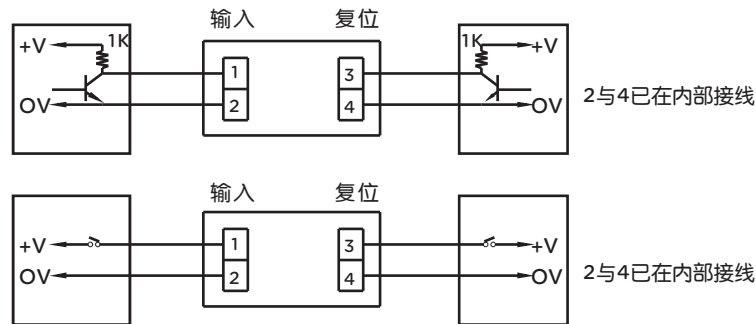 输入 复位
+V 1K 1 3 1K +V
OV 2 4 OV 2与4已在内部接线
输入 复位
+V 1 3 +V
OV 2 4 OV 2与4已在内部接线